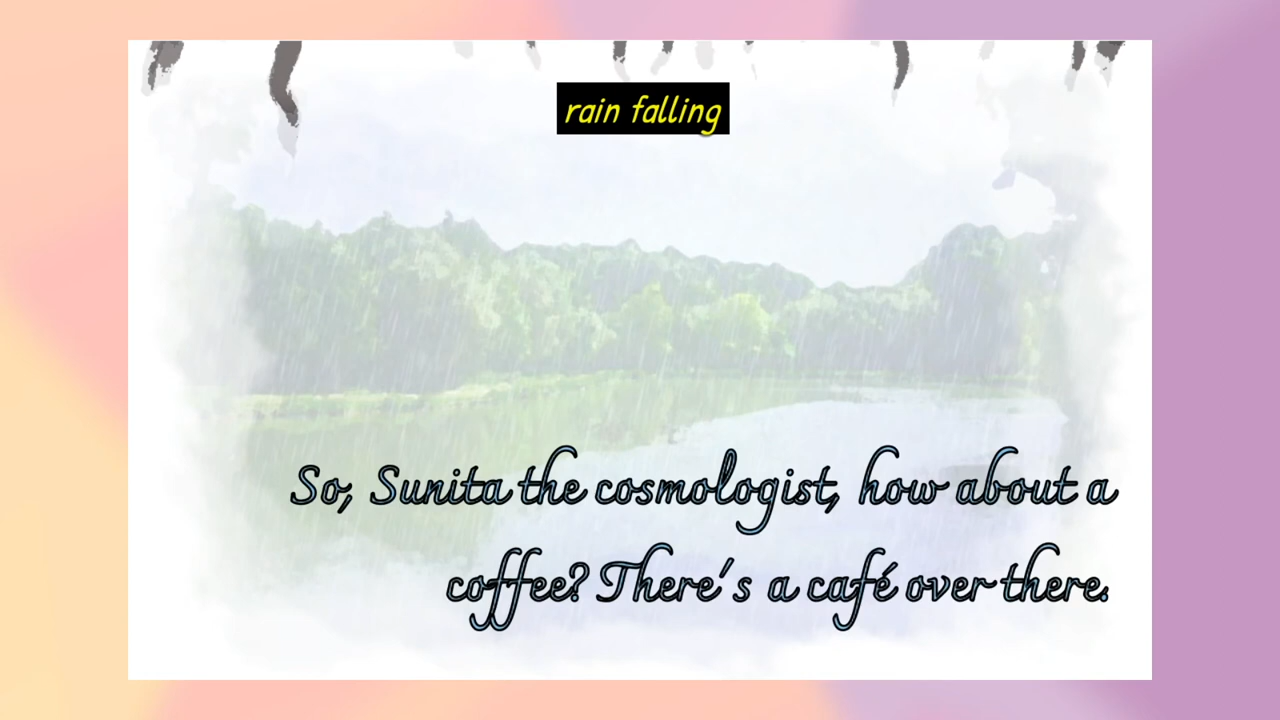 rain falling
So, Sunita the cosmologist, how about a
coffee? There's a café over there.